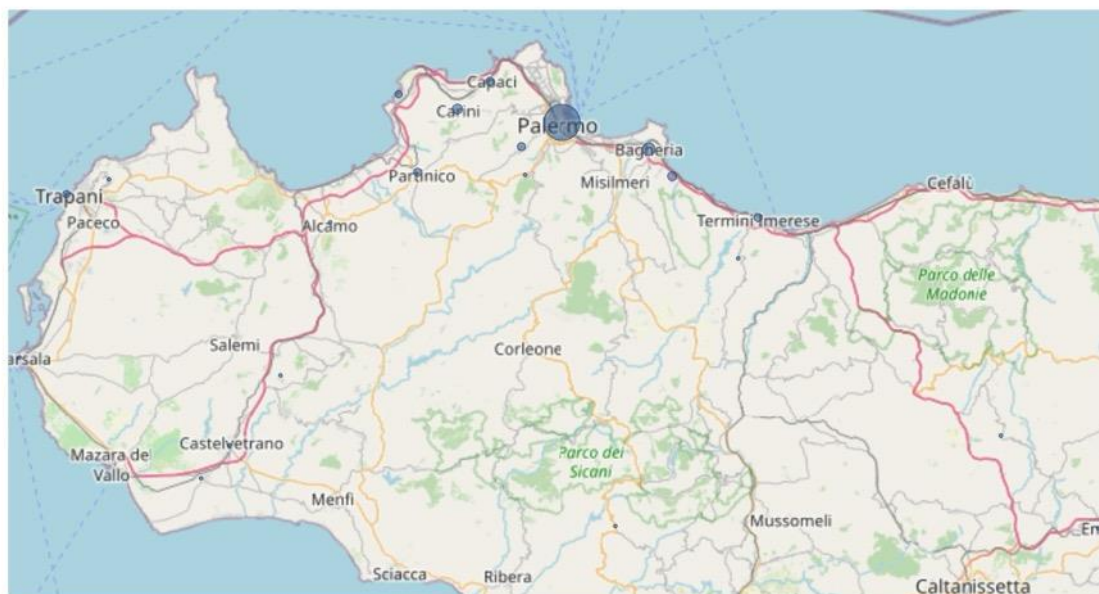 Capaci
Carini
Palermo
Bagheria
Partinico
Misilmeri
Trapani
Cefalù
Paceco
Alcamo
Termini Imerese
Parco delle
Madonie
Salemi
Corleone
arsala
Castelvetrano
Mazara del
Vallo
Parco dei
Sicani
Menfi
Mussomeli
En
Sciacca
Ribera
Caltanissetta